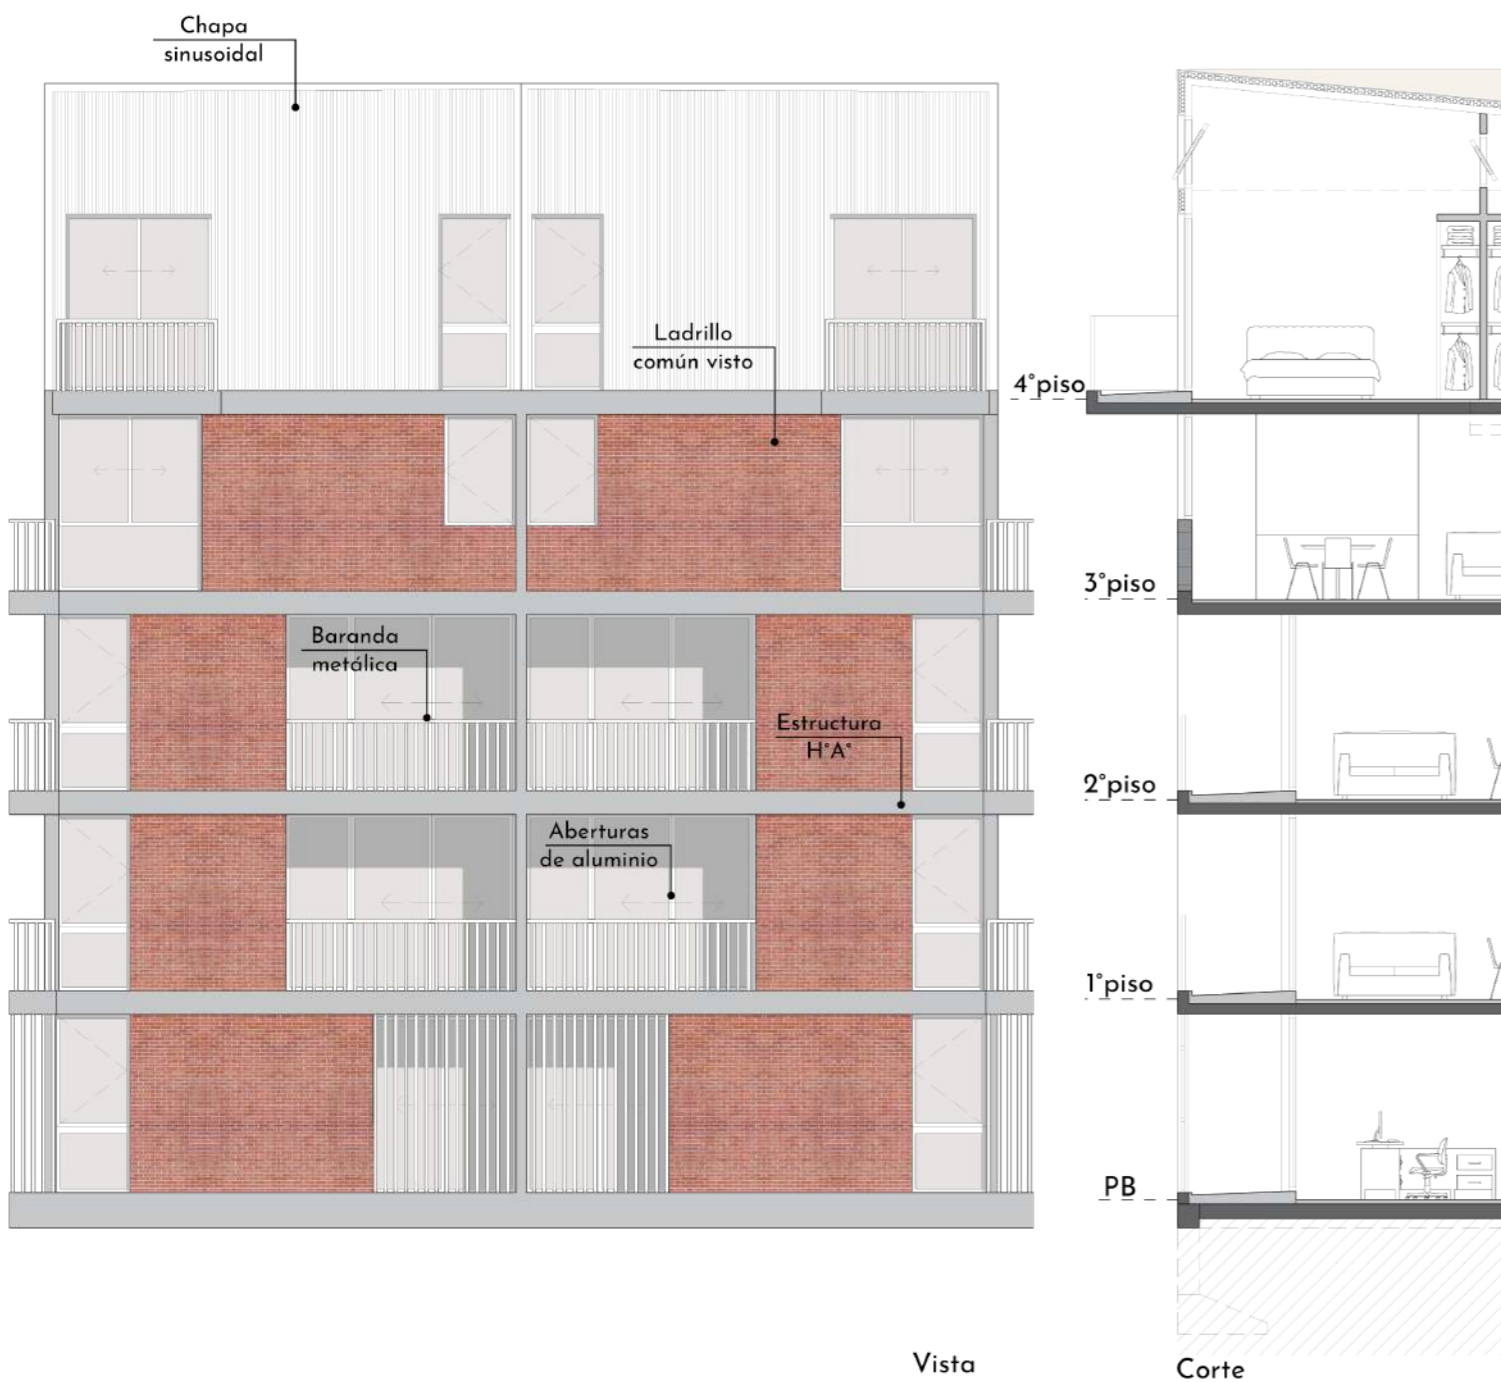 Chapa
sinusoidal
Ladrillo
común visto
4°piso
3°piso
Baranda
metálica
Estructura
H°A°
2°piso
Aberturas
de aluminio
1°piso
PB
Vista
Corte